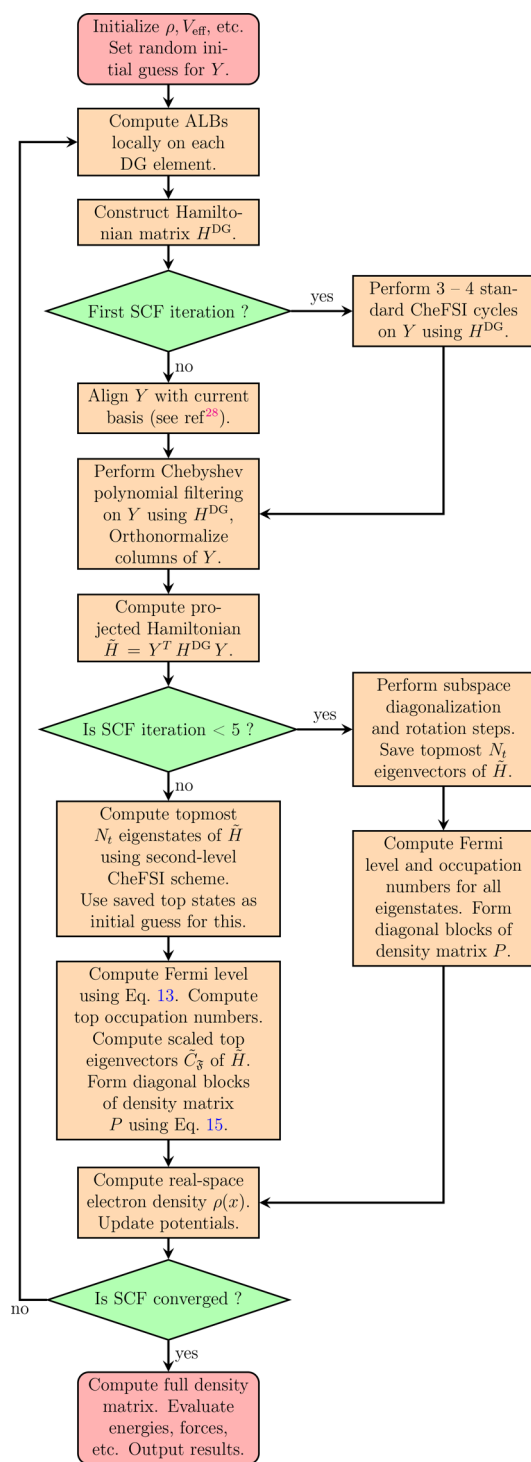 Initialize ρ, V_eff, etc.
Set random ini-
tial guess for Y.
Compute ALBs
locally on each
DG element.
Construct Hamilto-
nian matrix H^DG.
First SCF iteration ?
yes
Perform 3 – 4 stan-
dard CheFSI cycles
on Y using H^DG.
no
Align Y with current
basis (see ref^28).
Perform Chebyshev
polynomial filtering
on Y using H^DG,
Orthonormalize
columns of Y.
Compute pro-
jected Hamiltonian
H̃ = Y^T H^DG Y.
Is SCF iteration < 5 ?
yes
Perform subspace
diagonalization
and rotation steps.
Save topmost N_t
eigenvectors of H̃.
no
Compute topmost
N_t eigenstates of H̃
using second-level
CheFSI scheme.
Use saved top states as
initial guess for this.
Compute Fermi
level and occupation
numbers for all
eigenstates. Form
diagonal blocks of
density matrix P.
Compute Fermi level
using Eq. 13. Compute
top occupation numbers.
Compute scaled top
eigenvectors C̃_𝔉 of H̃.
Form diagonal blocks
of density matrix
P using Eq. 15.
Compute real-space
electron density ρ(x).
Update potentials.
Is SCF converged ?
no
yes
Compute full density
matrix. Evaluate
energies, forces,
etc. Output results.